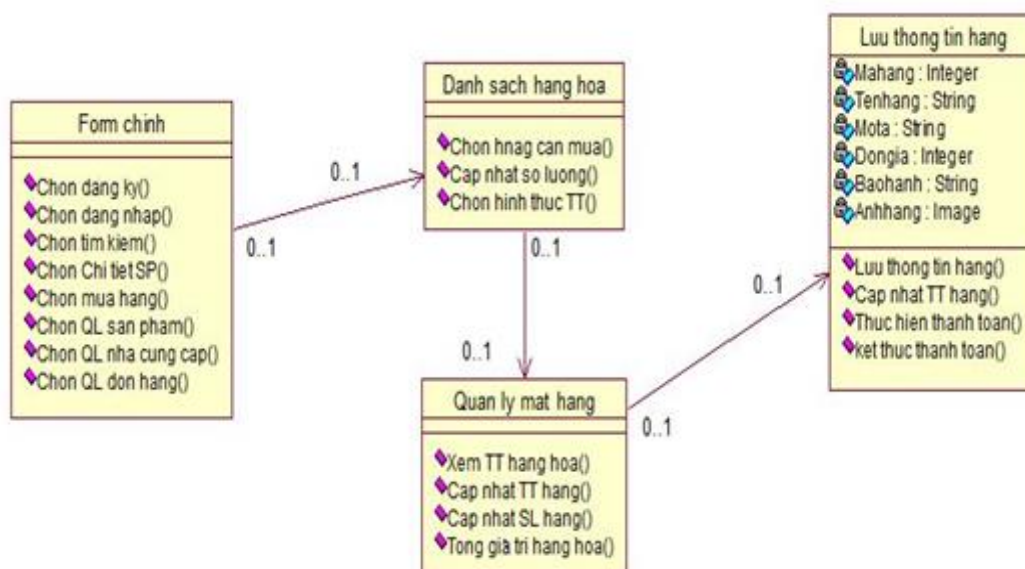 Form chinh
Chon dang ky()
Chon dang nhap()
Chon tim kiem()
Chon Chi tiet SP()
Chon mua hang()
Chon QL san pham()
Chon QL nha cung cap()
Chon QL don hang()
0..1
0..1
Danh sach hang hoa
Chon hnag can mua()
Cap nhat so luong()
Chon hinh thuc TT()
0..1
0..1
Quan ly mat hang
Xem TT hang hoa()
Cap nhat TT hang()
Cap nhat SL hang()
Tong già tri hang hoa()
0..1
0..1
Luu thong tin hang
Mahang : Integer
Tenhang : String
Mota : String
Dongia : Integer
Baohanh : String
Anhhang : Image
Luu thong tin hang()
Cap nhat TT hang()
Thuc hien thanh toan()
ket thuc thanh toan()